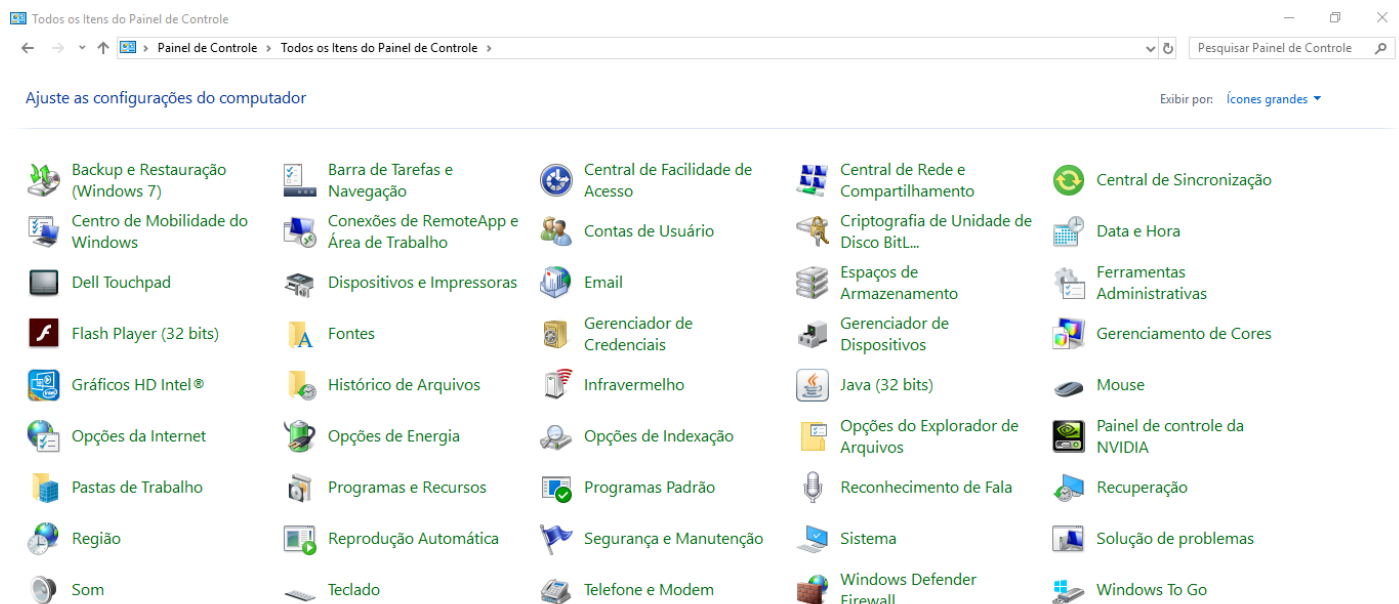 Todos os Itens do Painel de Controle
Painel de Controle > Todos os Itens do Painel de Controle >
Pesquisar Painel de Controle
Ajuste as configurações do computador
Exibir por: Ícones grandes
Backup e Restauração
(Windows 7)
Barra de Tarefas e
Navegação
Central de Facilidade de
Acesso
Central de Rede e
Compartilhamento
Central de Sincronização
Centro de Mobilidade do
Windows
Conexões de RemoteApp e
Área de Trabalho
Contas de Usuário
Criptografia de Unidade de
Disco BitL...
Data e Hora
Dell Touchpad
Dispositivos e Impressoras
Email
Espaços de
Armazenamento
Ferramentas
Administrativas
Flash Player (32 bits)
Fontes
Gerenciador de
Credenciais
Gerenciador de
Dispositivos
Gerenciamento de Cores
Gráficos HD Intel®
Histórico de Arquivos
Infravermelho
Java (32 bits)
Mouse
Opções da Internet
Opções de Energia
Opções de Indexação
Opções do Explorador de
Arquivos
Painel de controle da
NVIDIA
Pastas de Trabalho
Programas e Recursos
Programas Padrão
Reconhecimento de Fala
Recuperação
Região
Reprodução Automática
Segurança e Manutenção
Sistema
Solução de problemas
Som
Teclado
Telefone e Modem
Windows Defender
Firewall
Windows To Go